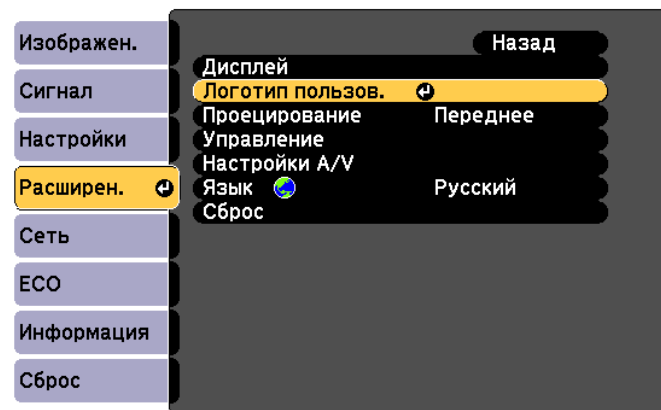 Изображен.
Сигнал
Настройки
Расширен.
Сеть
ECO
Информация
Сброс
Назад
Дисплей
Логотип пользов.
Проецирование Переднее
Управление
Настройки A/V
Язык Русский
Сброс